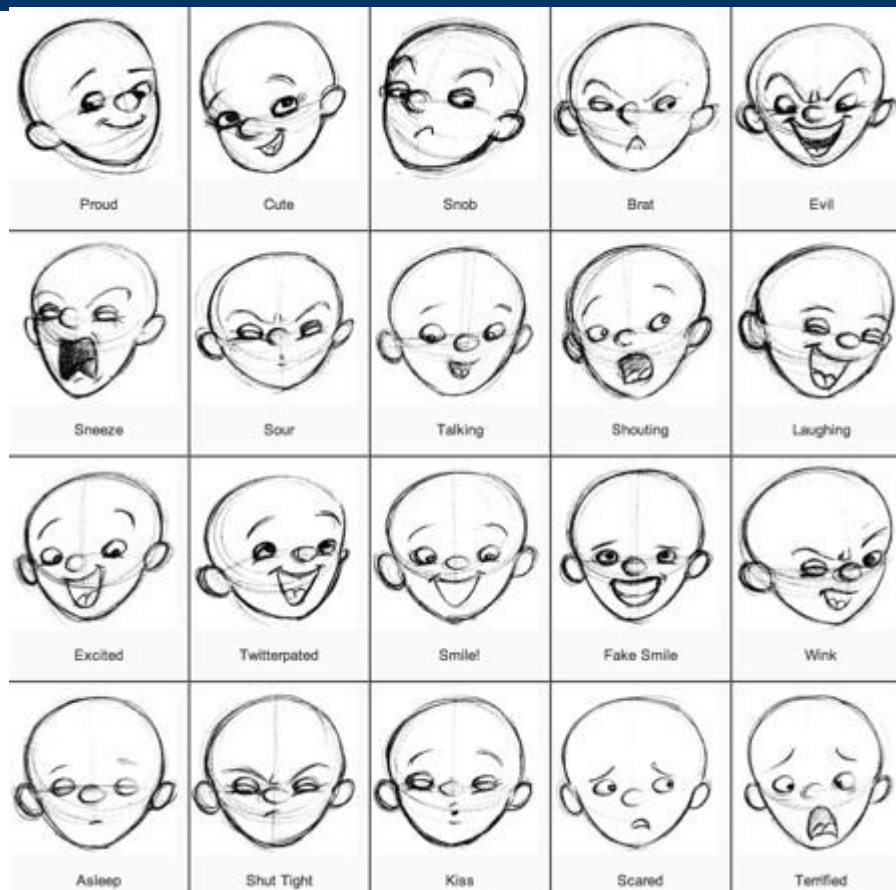 Proud
Cute
Snob
Brat
Evil
Sneeze
Sour
Talking
Shouting
Laughing
Excited
Twitterpated
Smile!
Fake Smile
Wink
Asleep
Shut Tight
Kiss
Scared
Terrified